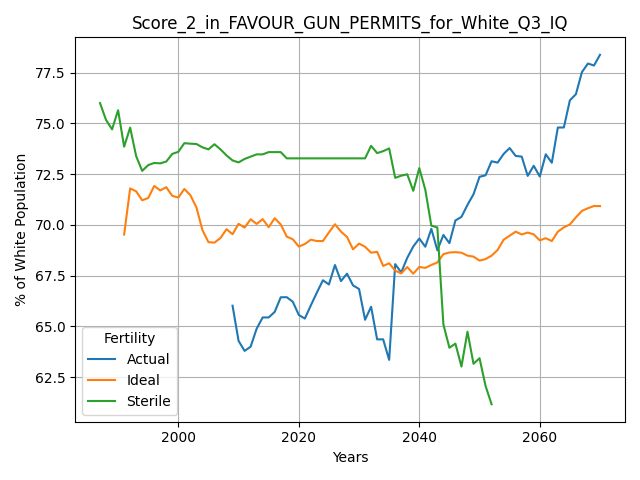 Score_2_in_FAVOUR_GUN_PERMITS_for_White_Q3_IQ
% of White Population
77.5
75.0
72.5
70.0
67.5
65.0
62.5
Fertility
Actual
Ideal
Sterile
2000
2020
2040
2060
Years